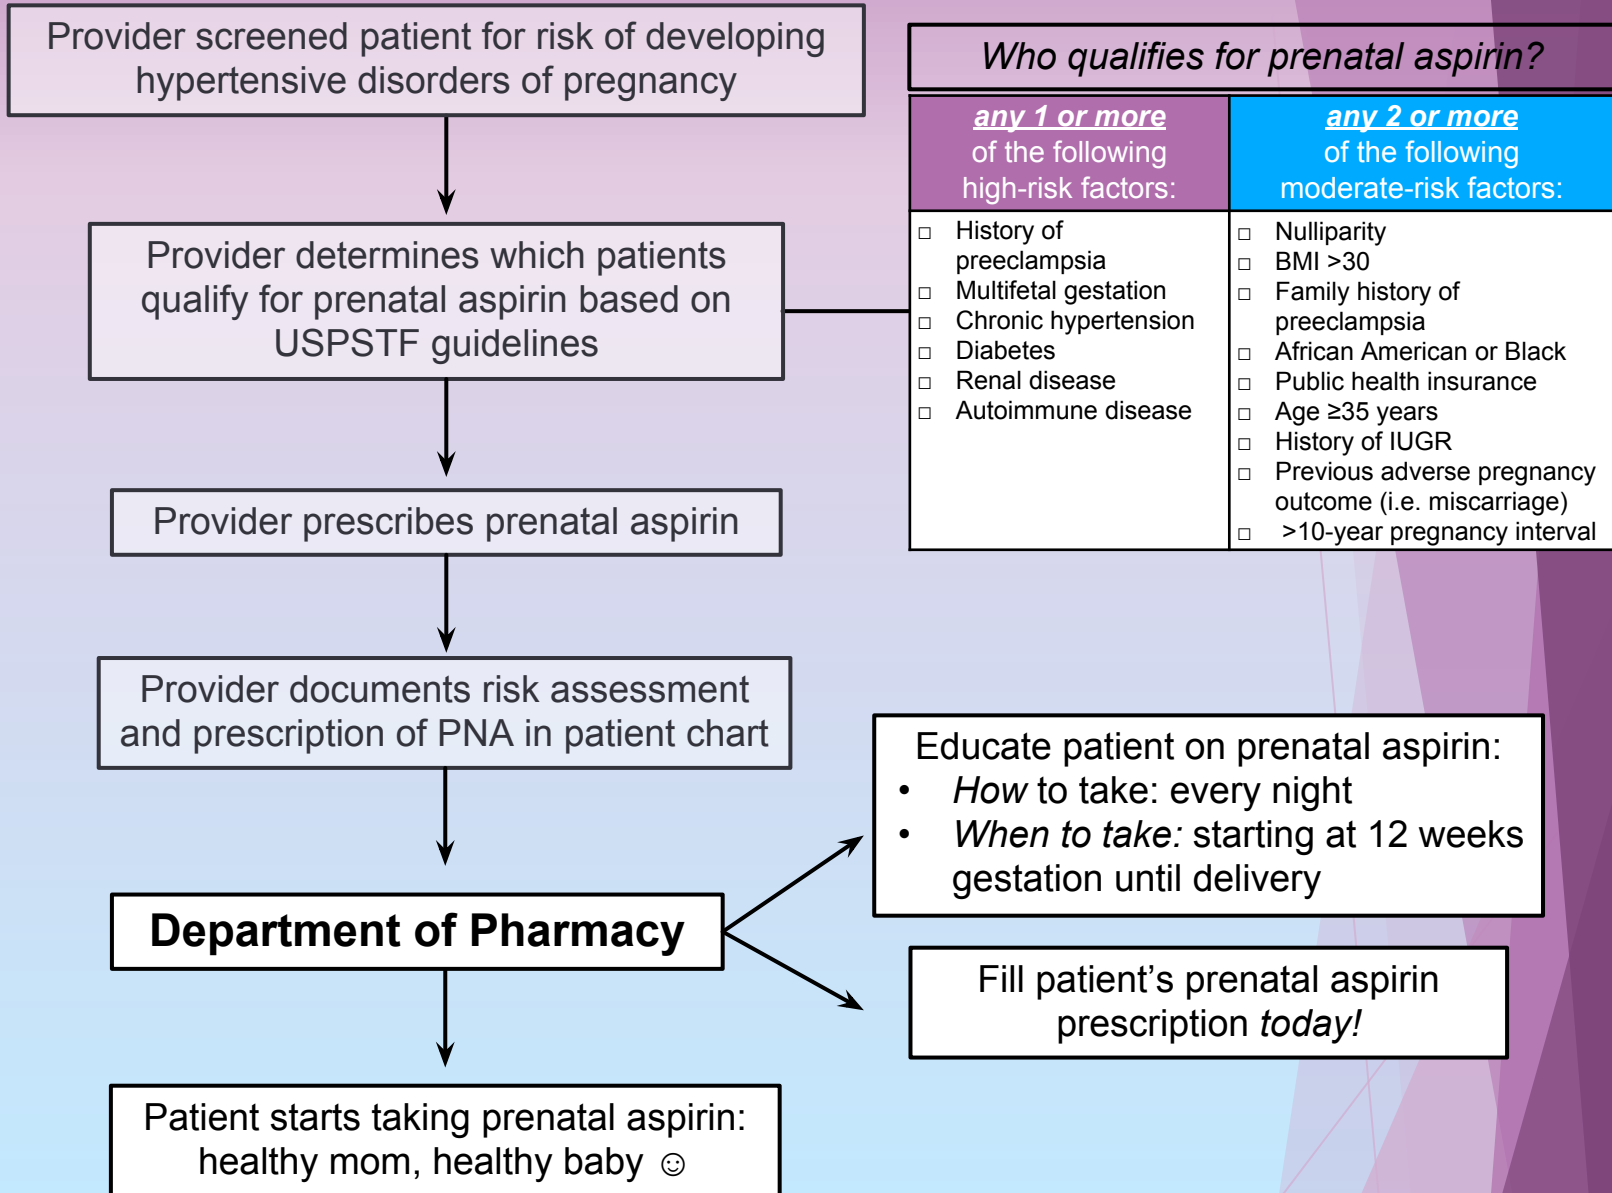 Provider screened patient for risk of developing
hypertensive disorders of pregnancy
Who qualifies for prenatal aspirin?
any 1 or more
of the following
high-risk factors:
any 2 or more
of the following
moderate-risk factors:
□ History of
preeclampsia
□ Multifetal gestation
□ Chronic hypertension
□ Diabetes
□ Renal disease
□ Autoimmune disease
□ Nulliparity
□ BMI >30
□ Family history of
preeclampsia
□ African American or Black
□ Public health insurance
□ Age ≥35 years
□ History of IUGR
□ Previous adverse pregnancy
outcome (i.e. miscarriage)
□ >10-year pregnancy interval
Provider determines which patients
qualify for prenatal aspirin based on
USPSTF guidelines
Provider prescribes prenatal aspirin
Provider documents risk assessment
and prescription of PNA in patient chart
Department of Pharmacy
Educate patient on prenatal aspirin:
• How to take: every night
• When to take: starting at 12 weeks
gestation until delivery
Fill patient’s prenatal aspirin
prescription today!
Patient starts taking prenatal aspirin:
healthy mom, healthy baby ☺